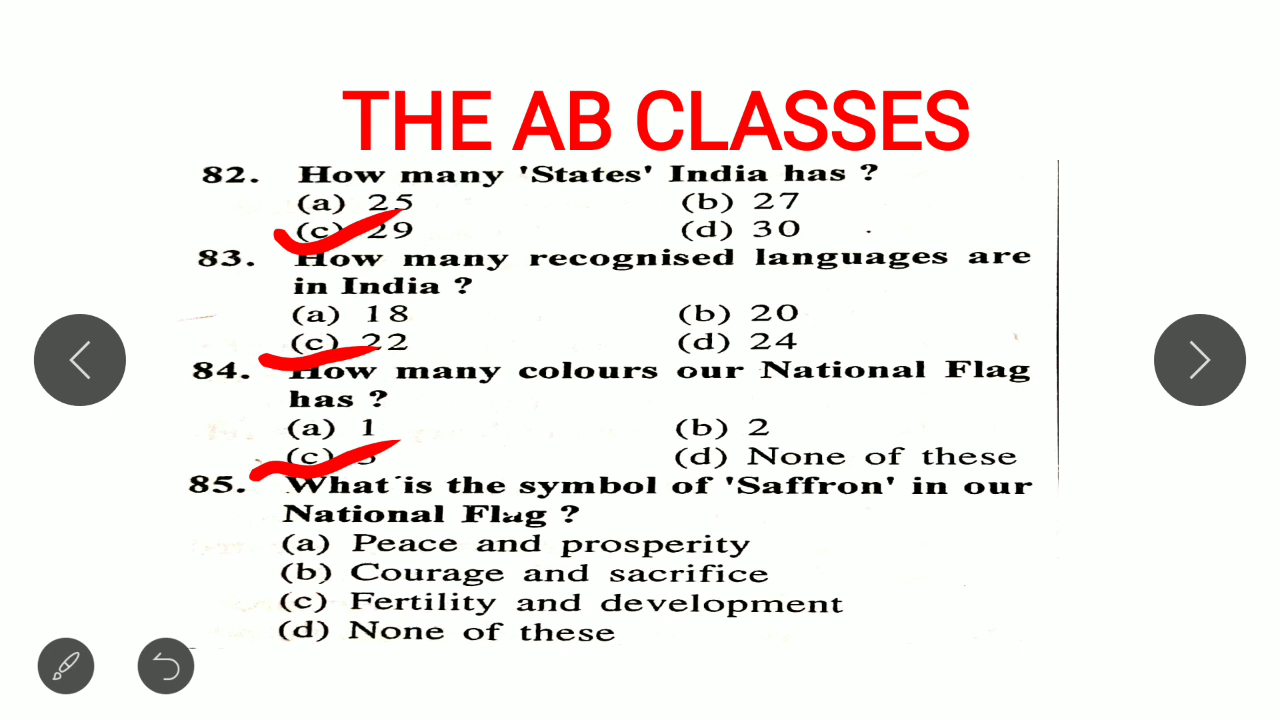 THE AB CLASSES
82. How many 'States' India has ?
(a) 25 (b) 27
(c) 29 (d) 30
83. How many recognised languages are
in India ?
(a) 18 (b) 20
(c) 22 (d) 24
84. How many colours our National Flag
has ?
(a) 1 (b) 2
(c) 3 (d) None of these
85. What is the symbol of 'Saffron' in our
National Flag ?
(a) Peace and prosperity
(b) Courage and sacrifice
(c) Fertility and development
(d) None of these